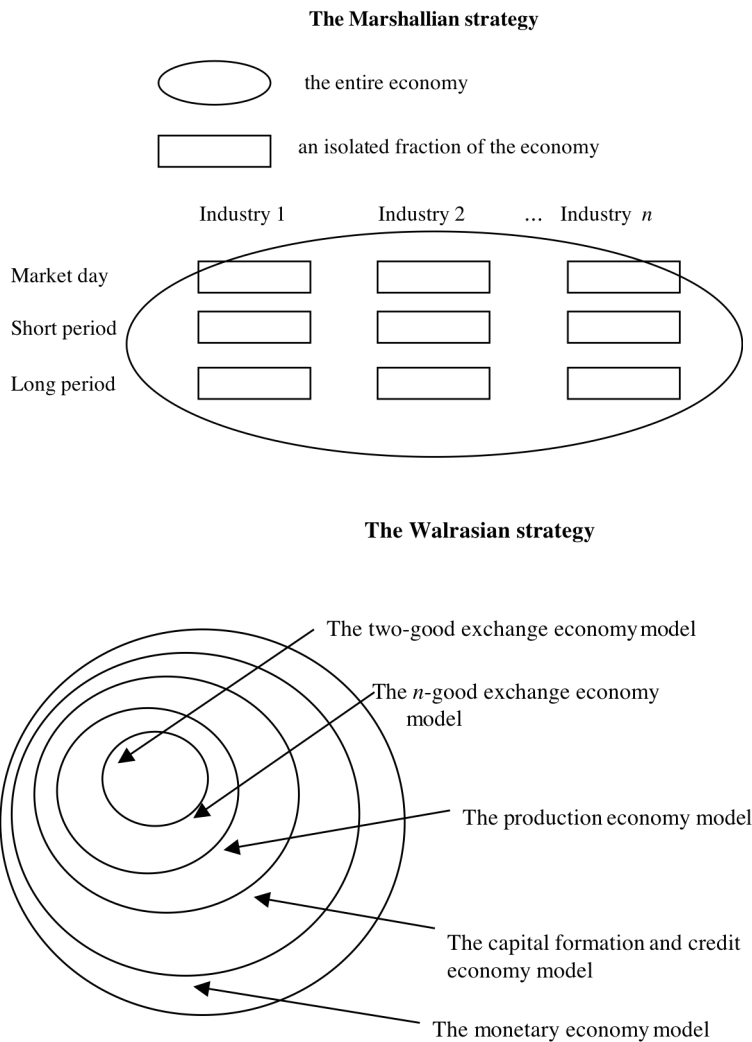 The Marshallian strategy
the entire economy
an isolated fraction of the economy
Industry 1 Industry 2 ... Industry n
Market day
Short period
Long period
The Walrasian strategy
The two-good exchange economy model
The n-good exchange economy
model
The production economy model
The capital formation and credit
economy model
The monetary economy model